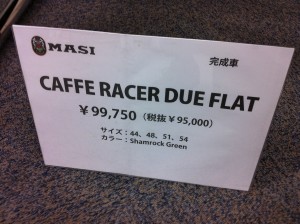 MASI
完成車
CAFFE RACER DUE FLAT
￥99,750（税抜￥95,000）
サイズ：44、48、51、54
カラー：Shamrock Green